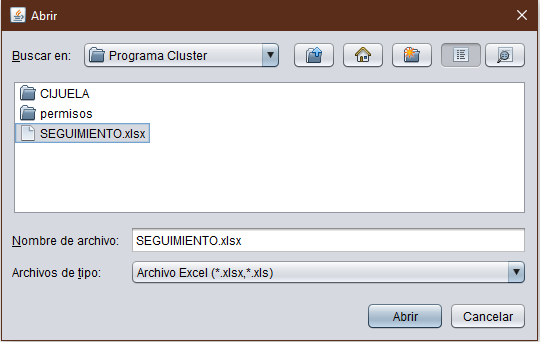 Abrir
Buscar en: Programa Cluster
CIJUELA
permisos
SEGUIMIENTO.xlsx
Nombre de archivo: SEGUIMIENTO.xlsx
Archivos de tipo: Archivo Excel (*.xlsx,*.xls)
Abrir Cancelar